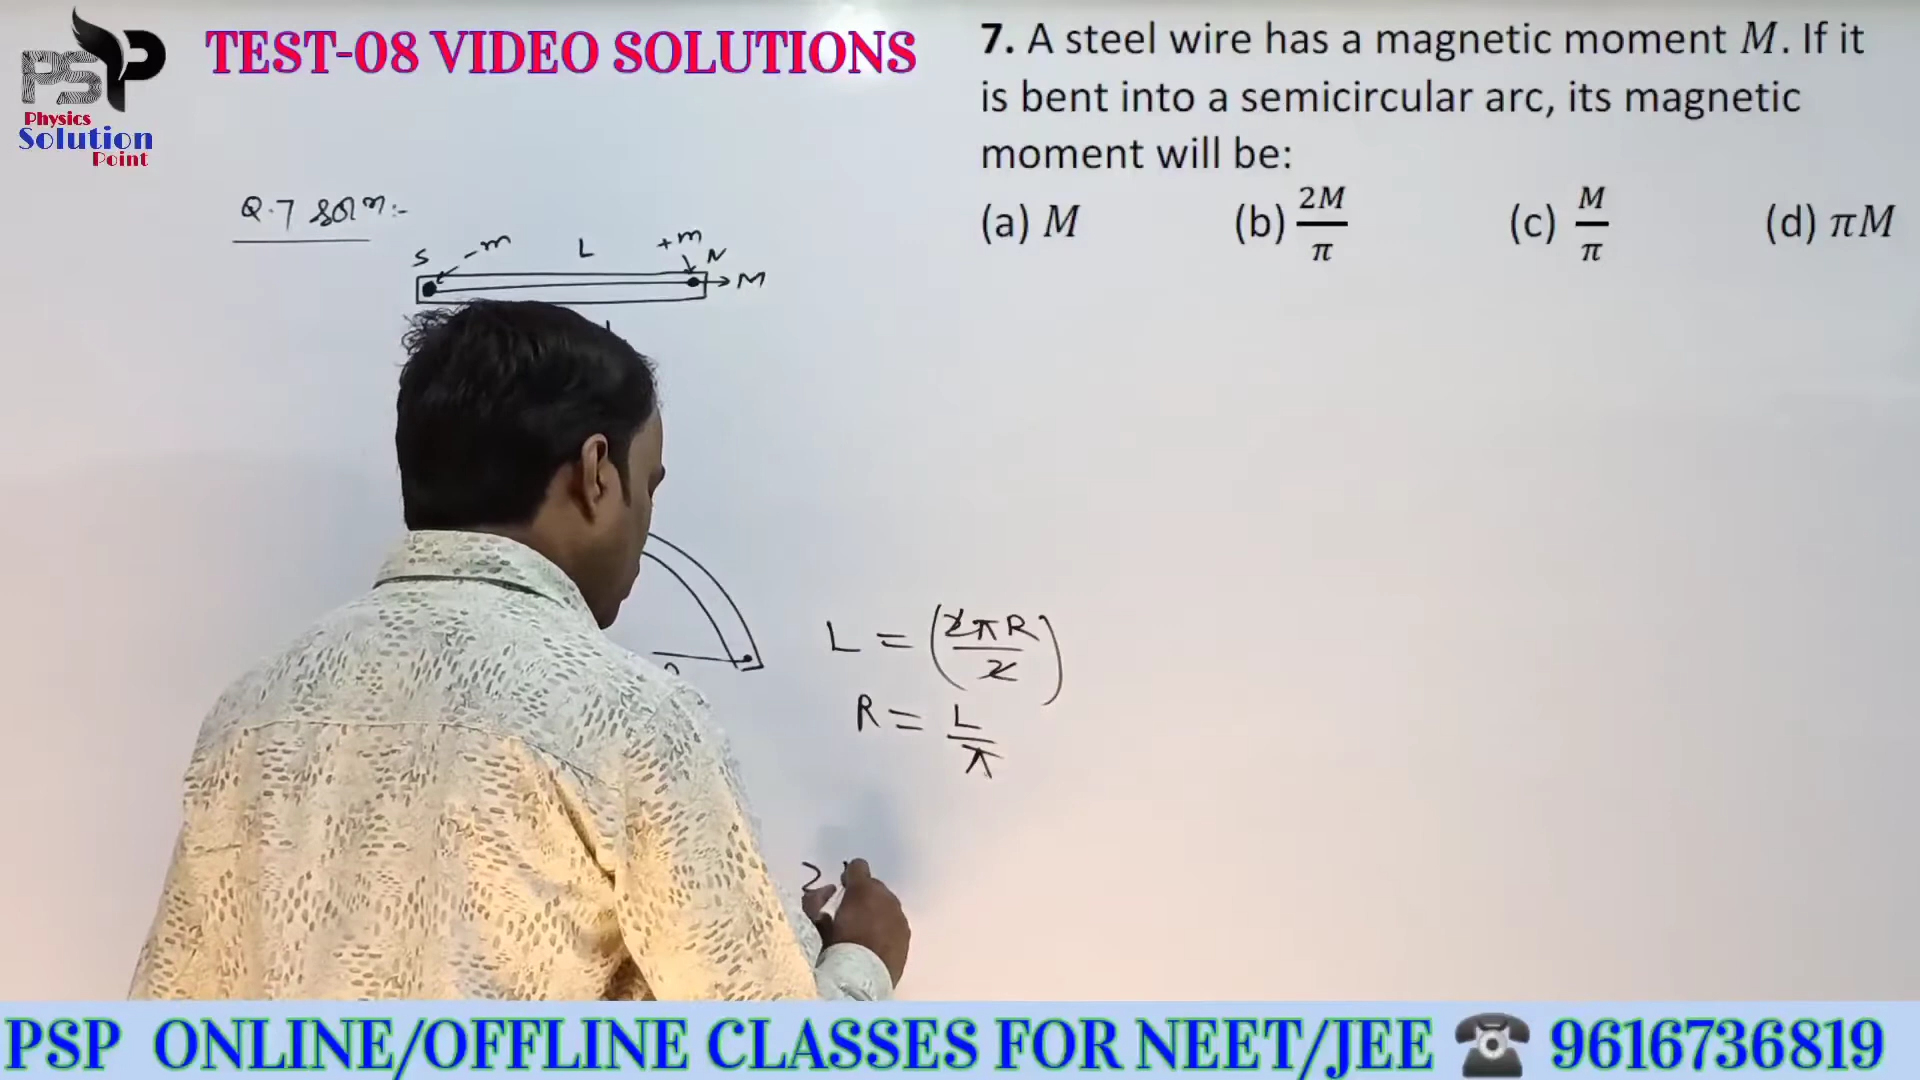 PSP
Physics
Solution
Point
TEST-08 VIDEO SOLUTIONS
7. A steel wire has a magnetic moment M. If it
is bent into a semicircular arc, its magnetic
moment will be:
(a) M (b) 2M/π (c) M/π (d) πM
Q.7
S -m L +m N
M
L = (2πR/2)
R = L/π
2
PSP ONLINE/OFFLINE CLASSES FOR NEET/JEE ☎ 9616736819